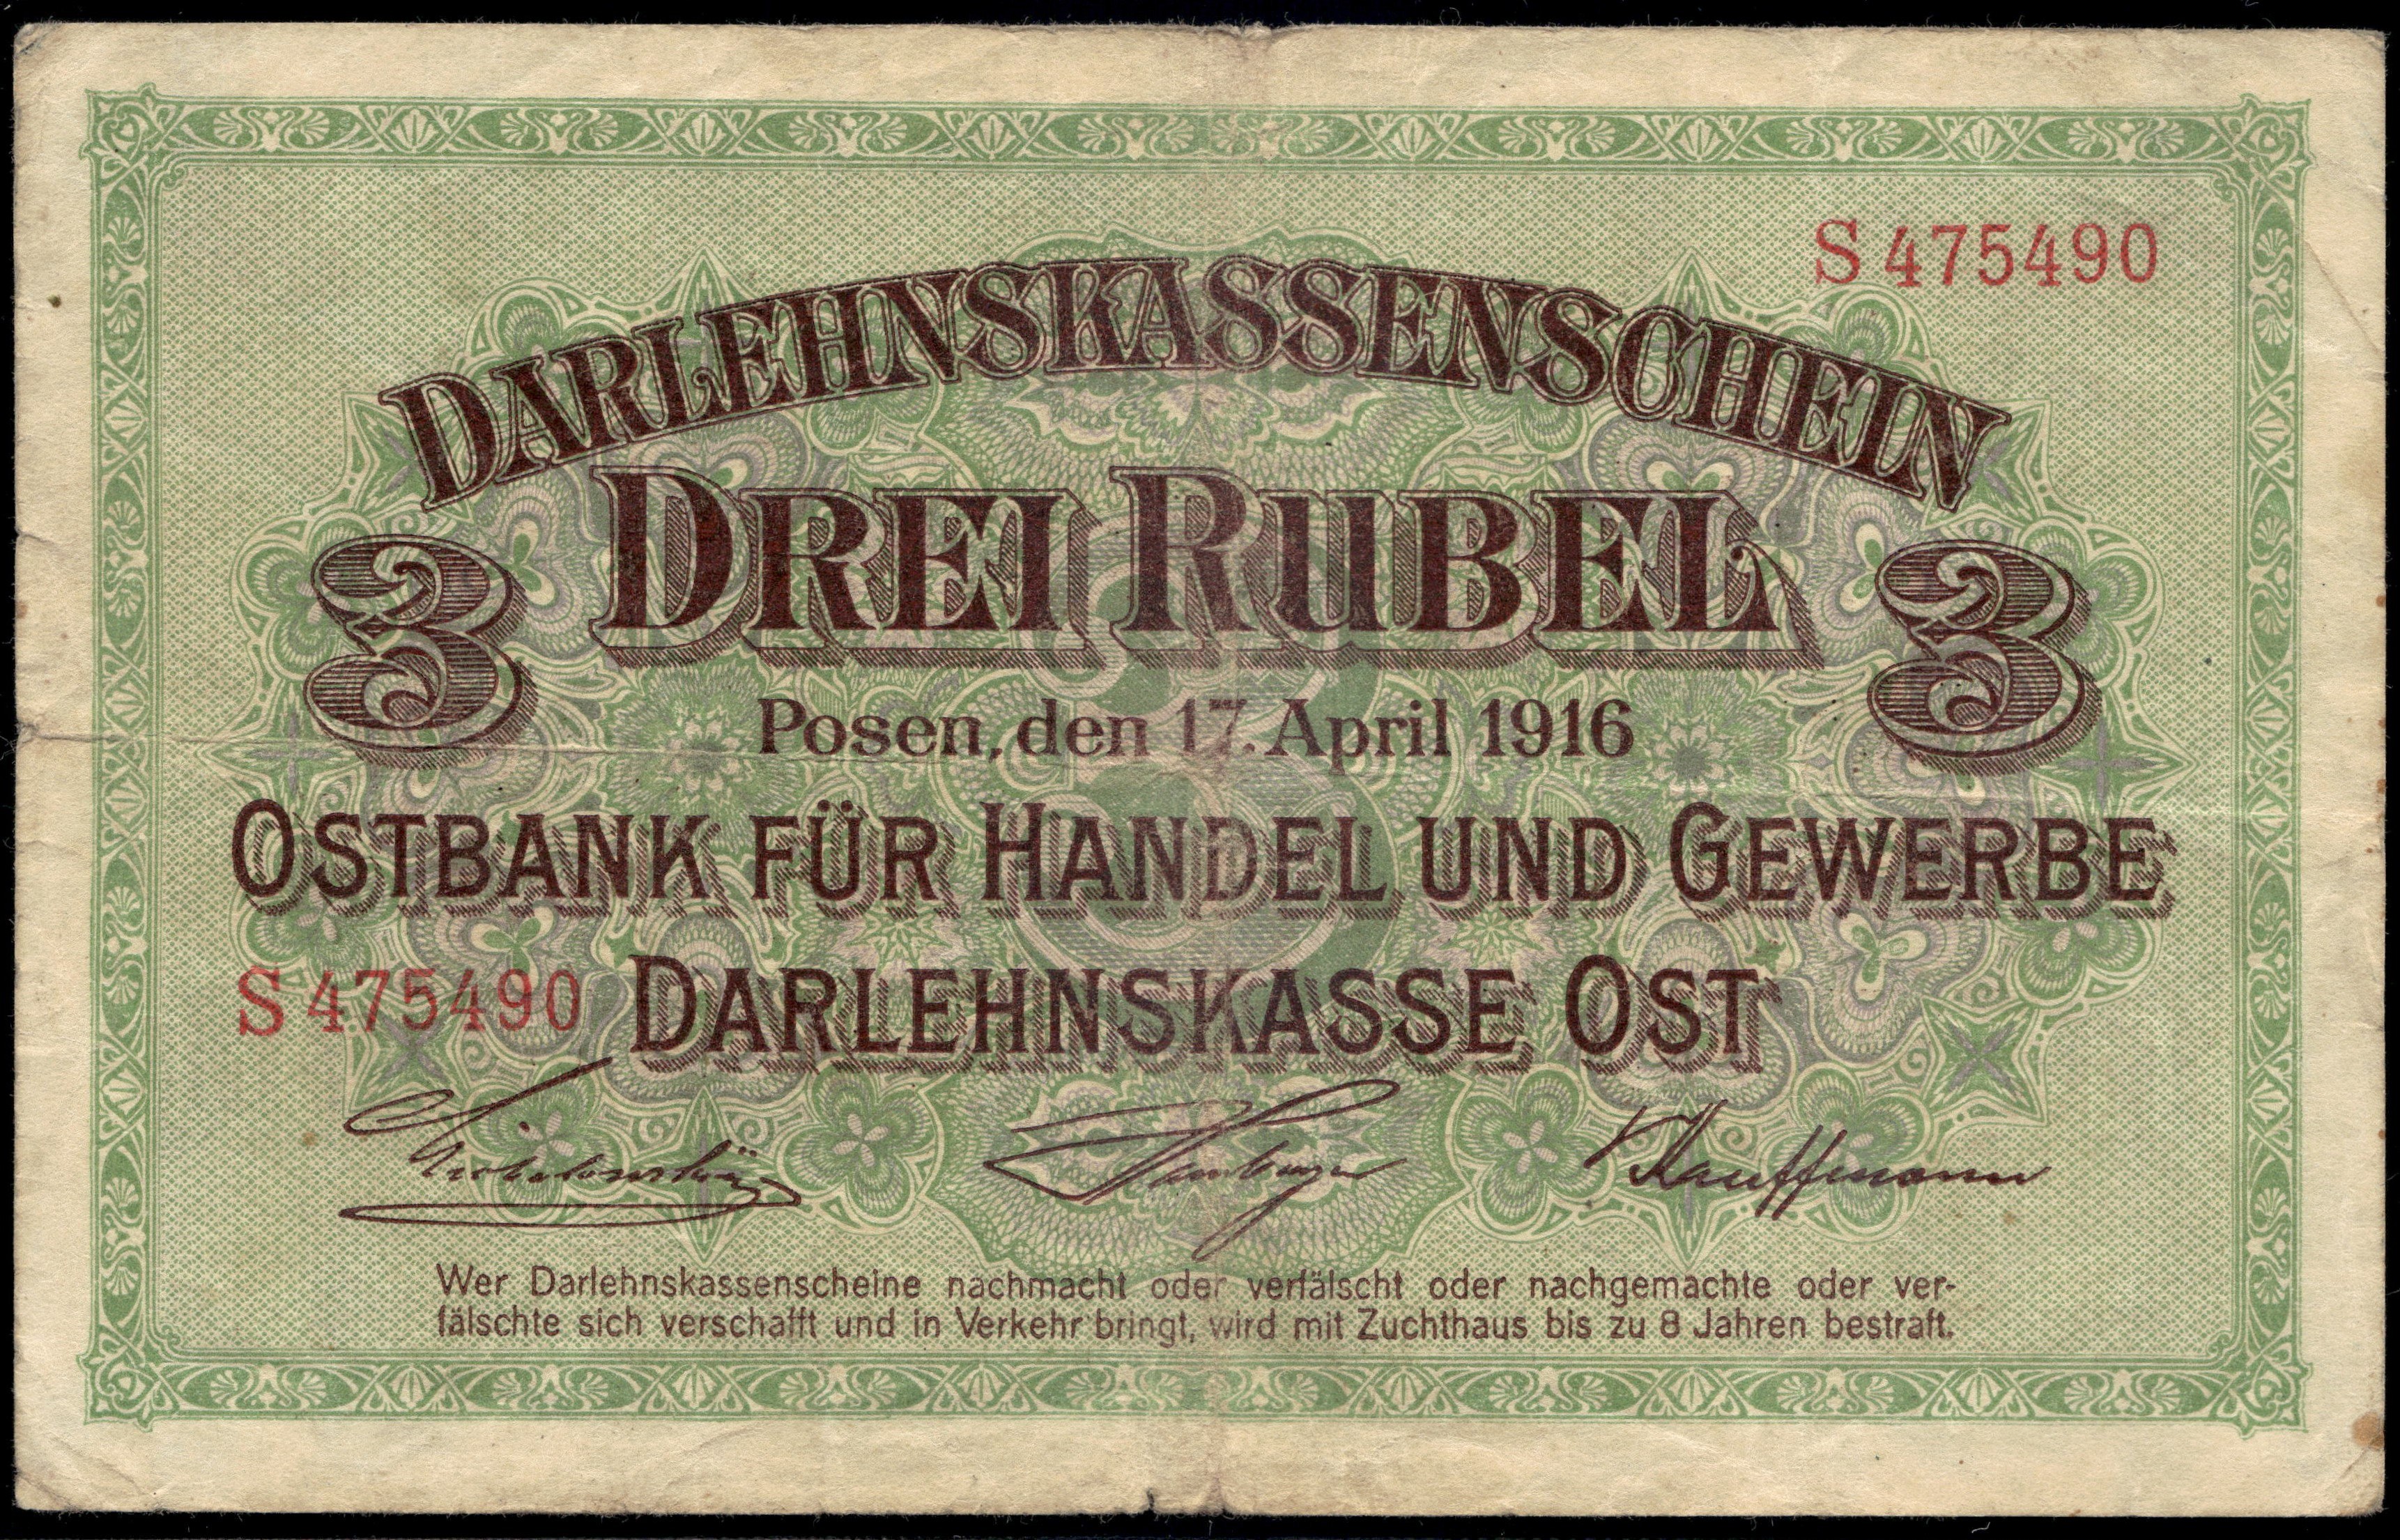 S 475490
DARLEHNSKASSENSCHEIN
3 DREI RUBEL 3
Posen, den 17. April 1916
OSTBANK FÜR HANDEL UND GEWERBE
S 475490 DARLEHNSKASSE OST
Hamburger Kauffmann
Wer Darlehnskassenscheine nachmacht oder verfälscht oder nachgemachte oder ver-
fälschte sich verschafft und in Verkehr bringt, wird mit Zuchthaus bis zu 8 Jahren bestraft.